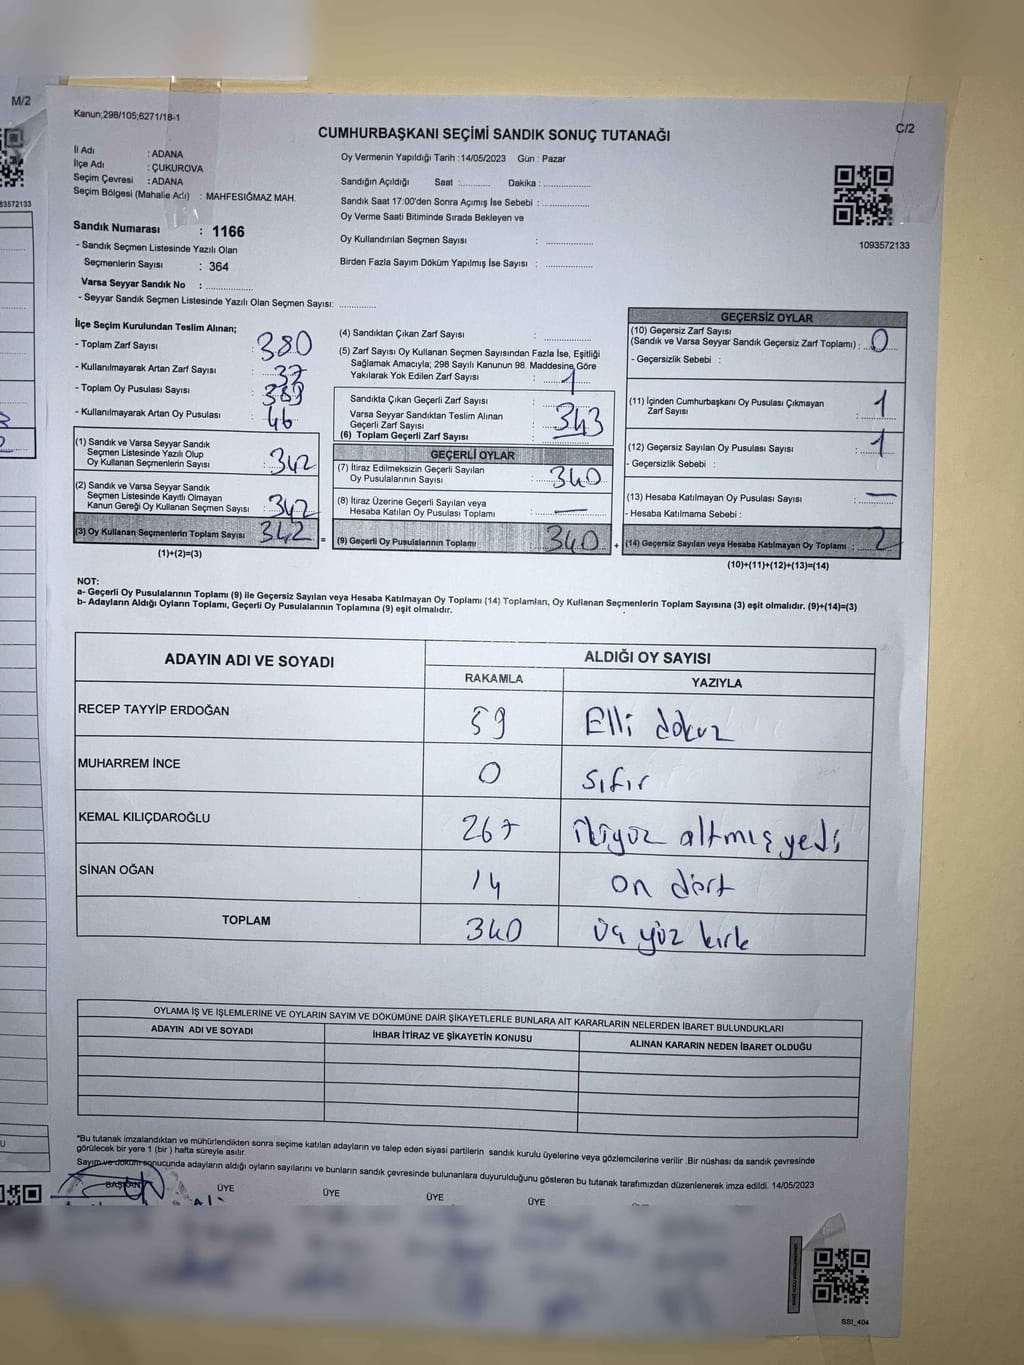 M/2
83572133
Kanun;298/105;6271/18-1
CUMHURBAŞKANI SEÇİMİ SANDIK SONUÇ TUTANAĞI
C/2
İl Adı : ADANA
İlçe Adı : ÇUKUROVA
Seçim Çevresi : ADANA
Seçim Bölgesi (Mahalle Adı) : MAHFESIĞMAZ MAH.
Oy Vermenin Yapıldığı Tarih : 14/05/2023 Gün : Pazar
Sandığın Açıldığı Saat :........... Dakika : ...................
Sandık Saat 17:00'den Sonra Açımış İse Sebebi : ...................
Oy Verme Saati Bitiminde Sırada Bekleyen ve
Oy Kullandırılan Seçmen Sayısı : ...................
Birden Fazla Sayım Döküm Yapılmış İse Sayısı : ...................
1093572133
Sandık Numarası : 1166
- Sandık Seçmen Listesinde Yazılı Olan
Seçmenlerin Sayısı : 364
Varsa Seyyar Sandık No : ...................
- Seyyar Sandık Seçmen Listesinde Yazılı Olan Seçmen Sayısı: ...............
İlçe Seçim Kurulundan Teslim Alınan;
- Toplam Zarf Sayısı : 380
- Kullanılmayarak Artan Zarf Sayısı : 37
- Toplam Oy Pusulası Sayısı : 389
- Kullanılmayarak Artan Oy Pusulası : 46
(1) Sandık ve Varsa Seyyar Sandık
Seçmen Listesinde Yazılı Olup
Oy Kullanan Seçmenlerin Sayısı : 342
(2) Sandık ve Varsa Seyyar Sandık
Seçmen Listesinde Kayıtlı Olmayan
Kanun Gereği Oy Kullanan Seçmen Sayısı : 342
(3) Oy Kullanan Seçmenlerin Toplam Sayısı 342 =
(1)+(2)=(3)
(4) Sandıktan Çıkan Zarf Sayısı : ...................
(5) Zarf Sayısı Oy Kullanan Seçmen Sayısından Fazla İse, Eşitliği
Sağlamak Amacıyla; 298 Sayılı Kanunun 98. Maddesine Göre
Yakılarak Yok Edilen Zarf Sayısı : 1
Sandıkta Çıkan Geçerli Zarf Sayısı
Varsa Seyyar Sandıktan Teslim Alınan
Geçerli Zarf Sayısı
(6) Toplam Geçerli Zarf Sayısı 343
GEÇERLİ OYLAR
(7) İtiraz Edilmeksizin Geçerli Sayılan
Oy Pusulalarının Sayısı : 340
(8) İtiraz Üzerine Geçerli Sayılan veya
Hesaba Katılan Oy Pusulası Toplamı : —
(9) Geçerli Oy Pusulalarının Toplamı 340 +
GEÇERSİZ OYLAR
(10) Geçersiz Zarf Sayısı
(Sandık ve Varsa Seyyar Sandık Geçersiz Zarf Toplamı) : 0
- Geçersizlik Sebebi :
(11) İçinden Cumhurbaşkanı Oy Pusulası Çıkmayan
Zarf Sayısı : 1
(12) Geçersiz Sayılan Oy Pusulası Sayısı : 1
- Geçersizlik Sebebi :
(13) Hesaba Katılmayan Oy Pusulası Sayısı : —
- Hesaba Katılmama Sebebi :
(14) Geçersiz Sayılan veya Hesaba Katılmayan Oy Toplamı : 2
(10)+(11)+(12)+(13)=(14)
NOT:
a- Geçerli Oy Pusulalarının Toplamı (9) ile Geçersiz Sayılan veya Hesaba Katılmayan Oy Toplamı (14) Toplamları, Oy Kullanan Seçmenlerin Toplam Sayısına (3) eşit olmalıdır. (9)+(14)=(3)
b- Adayların Aldığı Oyların Toplamı, Geçerli Oy Pusulalarının Toplamına (9) eşit olmalıdır.
ADAYIN ADI VE SOYADI ALDIĞI OY SAYISI
RAKAMLA YAZIYLA
RECEP TAYYİP ERDOĞAN 59 Elli dokuz
MUHARREM İNCE 0 sıfır
KEMAL KILIÇDAROĞLU 267 ikiyüz altmış yedi
SİNAN OĞAN 14 on dört
TOPLAM 340 üç yüz kırk
OYLAMA İŞ VE İŞLEMLERİNE VE OYLARIN SAYIM VE DÖKÜMÜNE DAİR ŞİKAYETLERLE BUNLARA AİT KARARLARIN NELERDEN İBARET BULUNDUKLARI
ADAYIN ADI VE SOYADI İHBAR İTİRAZ VE ŞİKAYETİN KONUSU ALINAN KARARIN NEDEN İBARET OLDUĞU
*Bu tutanak imzalandıktan ve mühürlendikten sonra seçime katılan adayların ve talep eden siyasi partilerin sandık kurulu üyelerine veya gözlemcilerine verilir .Bir nüshası da sandık çevresinde
görülecek bir yere 1 (bir ) hafta süreyle asılır.
Sayım ve döküm sonucunda adayların aldığı oyların sayılarını ve bunların sandık çevresinde bulunanlara duyurulduğunu gösteren bu tutanak tarafımızdan düzenlenerek imza edildi. 14/05/2023
BAŞKAN ÜYE ÜYE ÜYE ÜYE
SSI_404